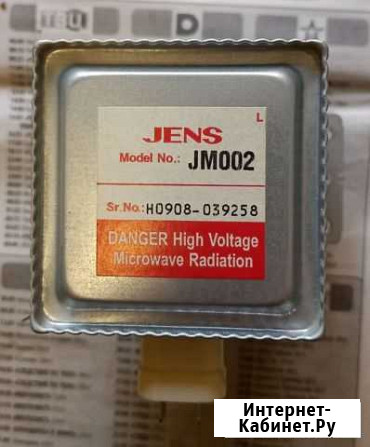 L
JENS
Model No.: JM002
Sr.No.: H0908-039258
DANGER High Voltage
Microwave Radiation
Интернет-
Кабинет.Ру